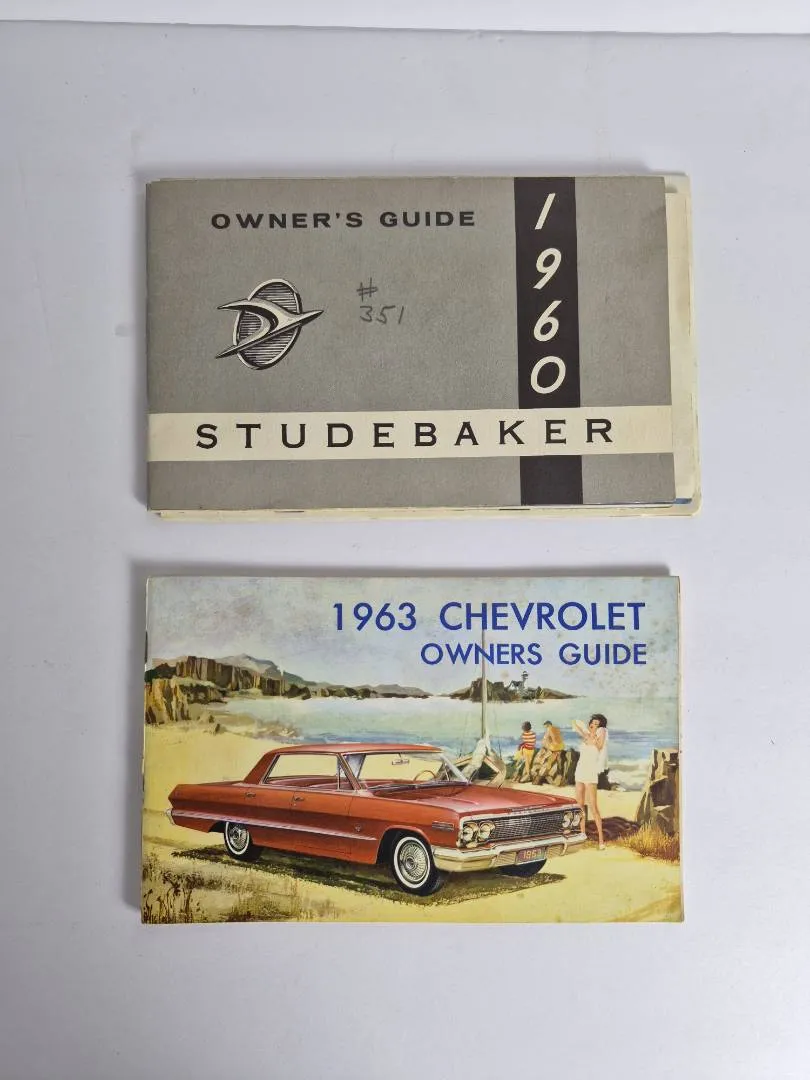 OWNER'S GUIDE
1960
#
351
STUDEBAKER
1963 CHEVROLET
OWNERS GUIDE
1963